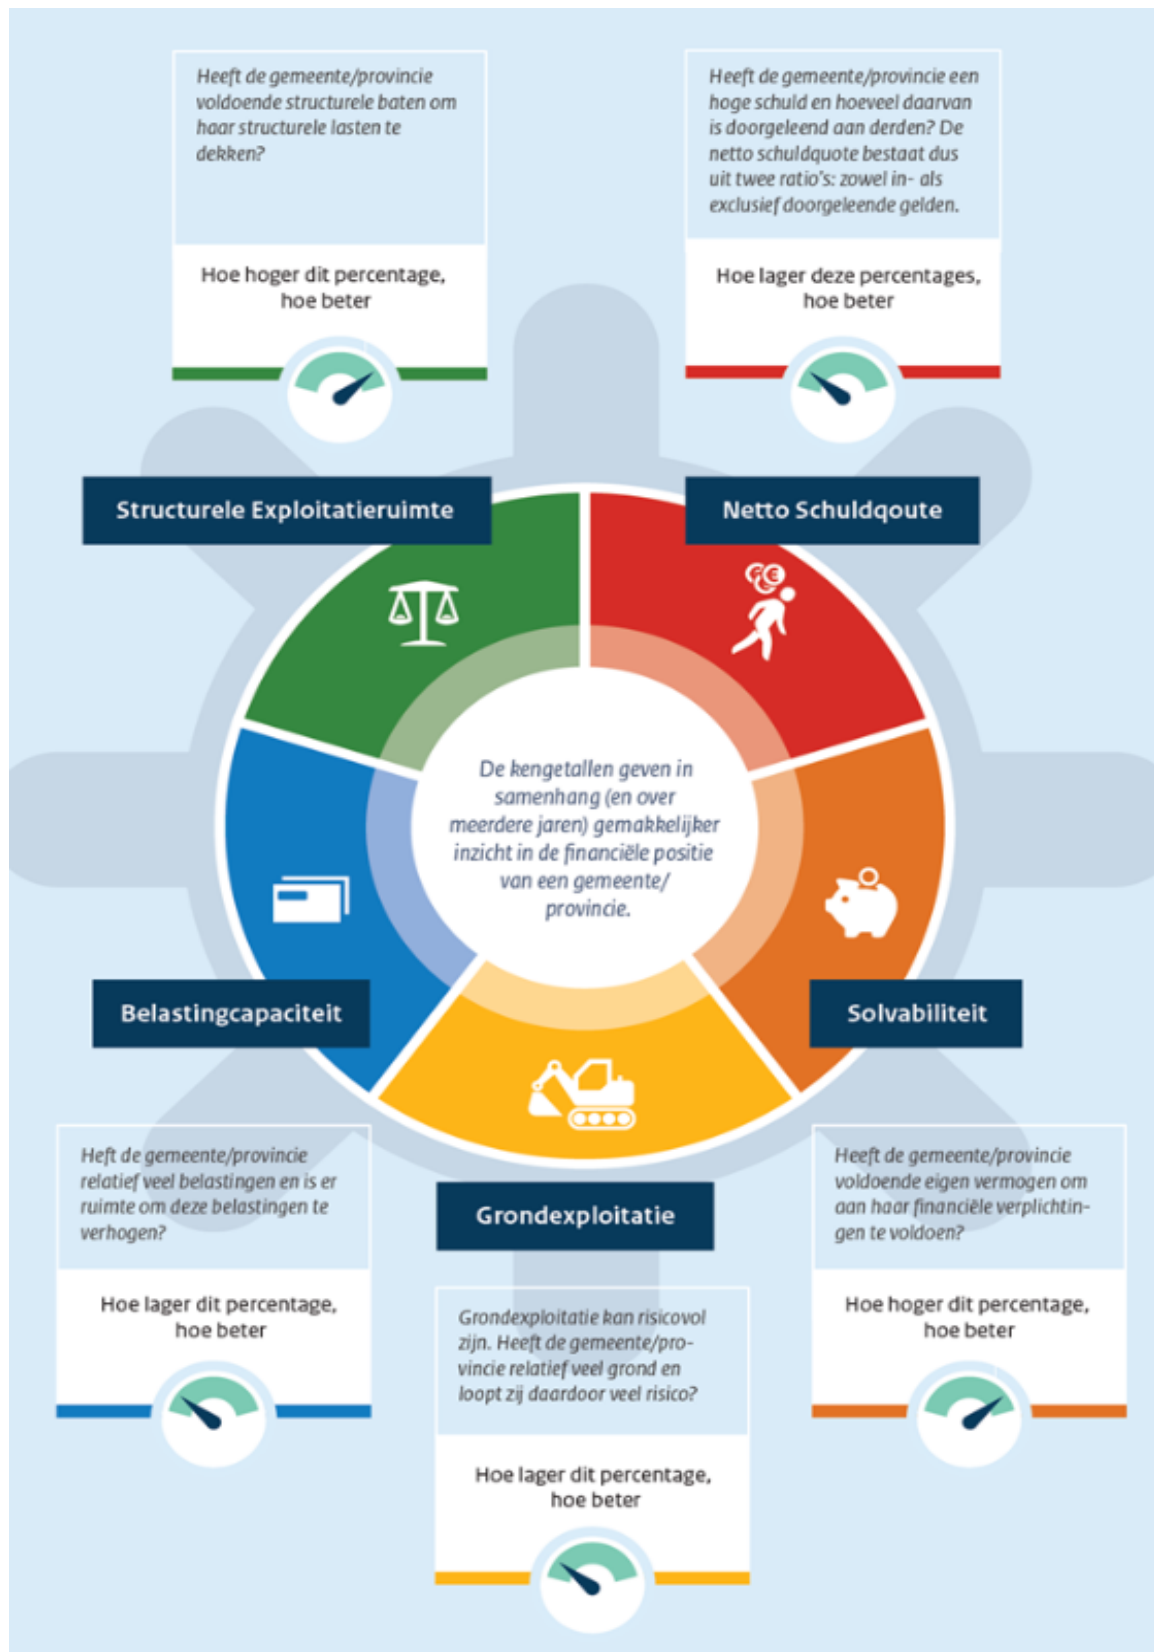 Heeft de gemeente/provincie
voldoende structurele baten om
haar structurele lasten te
dekken?
Hoe hoger dit percentage,
hoe beter
Heeft de gemeente/provincie een
hoge schuld en hoeveel daarvan
is doorgeleend aan derden? De
netto schuldquote bestaat dus
uit twee ratio's: zowel in- als
exclusief doorgeleende gelden.
Hoe lager deze percentages,
hoe beter
Structurele Exploitatieruimte
Netto Schuldqoute
De kengetallen geven in
samenhang (en over
meerdere jaren) gemakkelijker
inzicht in de financiële positie
van een gemeente/
provincie.
Belastingcapaciteit
Solvabiliteit
Heft de gemeente/provincie
relatief veel belastingen en is er
ruimte om deze belastingen te
verhogen?
Hoe lager dit percentage,
hoe beter
Grondexploitatie
Grondexploitatie kan risicovol
zijn. Heeft de gemeente/pro-
vincie relatief veel grond en
loopt zij daardoor veel risico?
Hoe lager dit percentage,
hoe beter
Heeft de gemeente/provincie
voldoende eigen vermogen om
aan haar financiële verplichtin-
gen te voldoen?
Hoe hoger dit percentage,
hoe beter